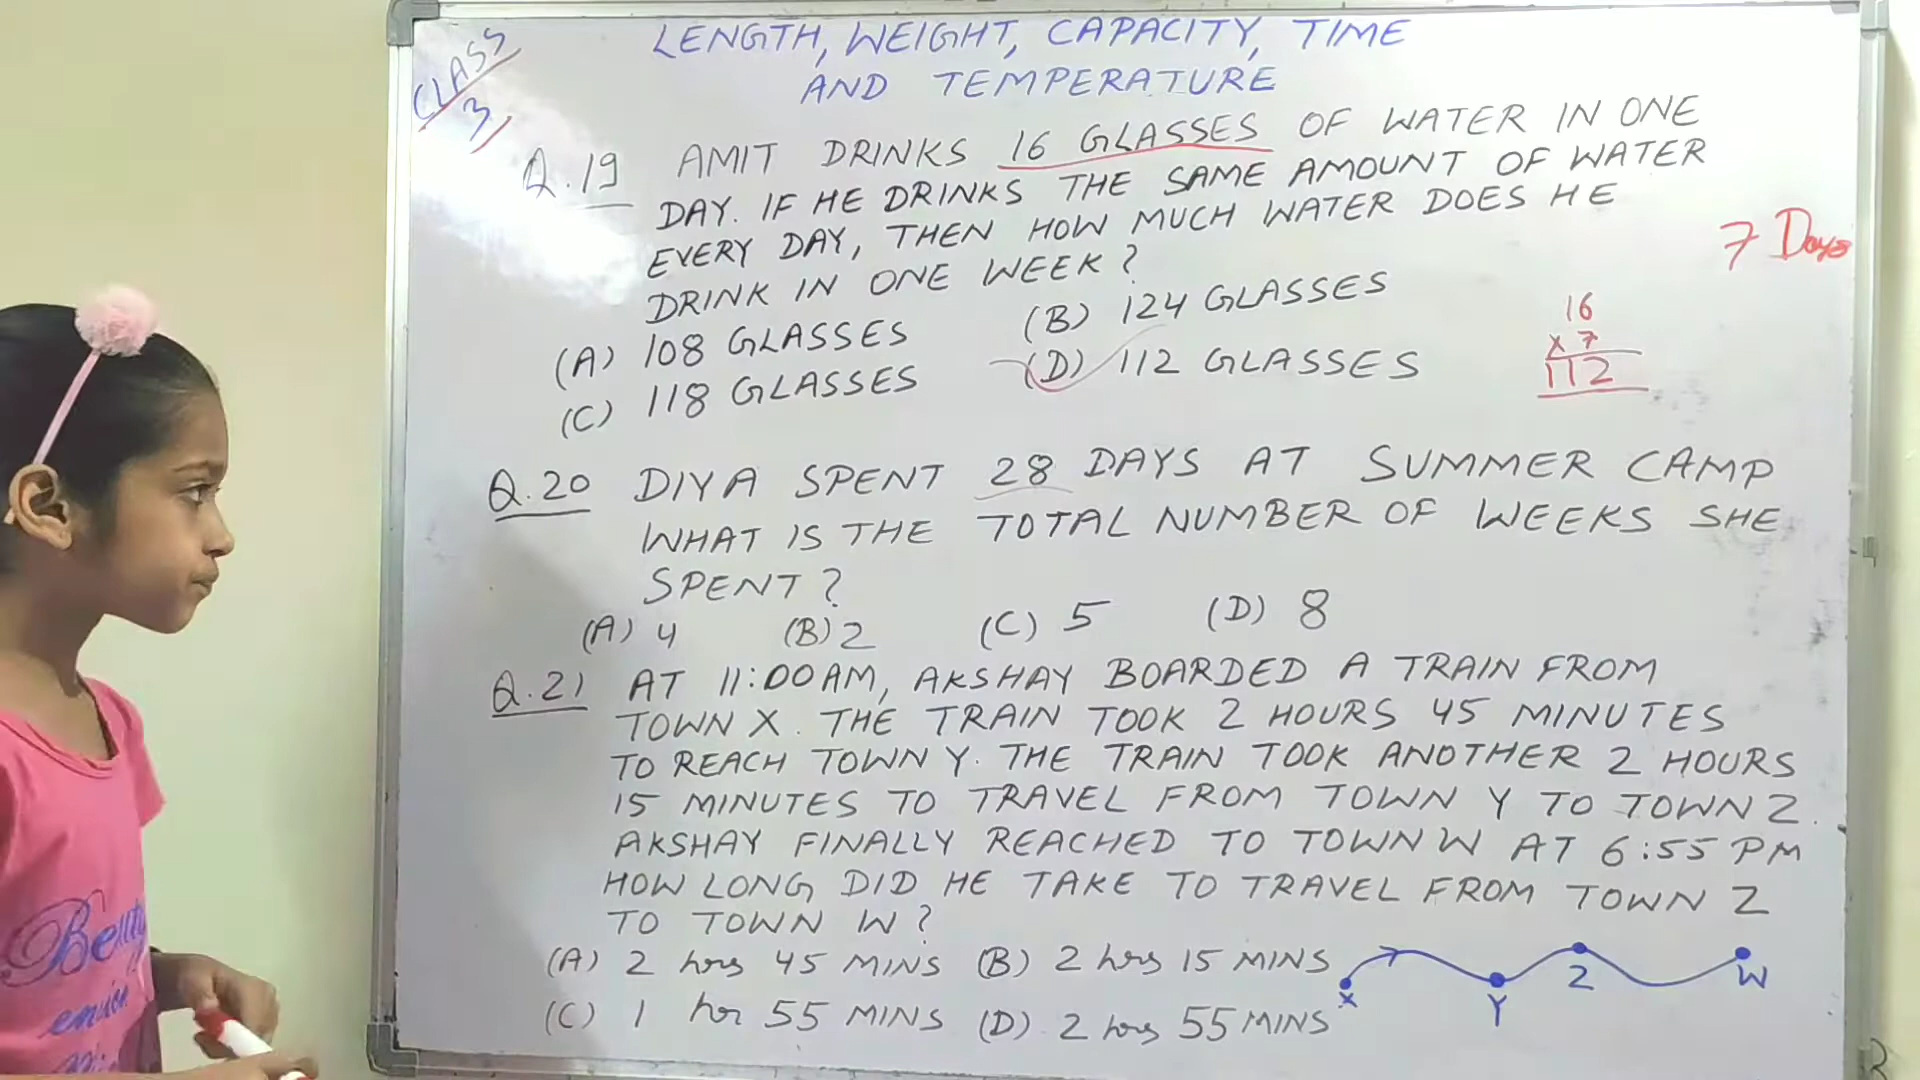 CLASS
3
LENGTH, WEIGHT, CAPACITY, TIME
AND TEMPERATURE
Q.19 AMIT DRINKS 16 GLASSES OF WATER IN ONE
DAY. IF HE DRINKS THE SAME AMOUNT OF WATER
EVERY DAY, THEN HOW MUCH WATER DOES HE
DRINK IN ONE WEEK?
7 Days
(A) 108 GLASSES (B) 124 GLASSES
(C) 118 GLASSES (D) 112 GLASSES
16
x 7
112
Q.20 DIYA SPENT 28 DAYS AT SUMMER CAMP
WHAT IS THE TOTAL NUMBER OF WEEKS SHE
SPENT?
(A) 4 (B) 2 (C) 5 (D) 8
Q.21 AT 11:00AM, AKSHAY BOARDED A TRAIN FROM
TOWN X. THE TRAIN TOOK 2 HOURS 45 MINUTES
TO REACH TOWN Y. THE TRAIN TOOK ANOTHER 2 HOURS
15 MINUTES TO TRAVEL FROM TOWN Y TO TOWN Z.
AKSHAY FINALLY REACHED TO TOWN W AT 6:55 PM
HOW LONG DID HE TAKE TO TRAVEL FROM TOWN Z
TO TOWN W?
(A) 2 hrs 45 MINS (B) 2 hrs 15 MINS
(C) 1 hr 55 MINS (D) 2 hrs 55 MINS
X Y Z W